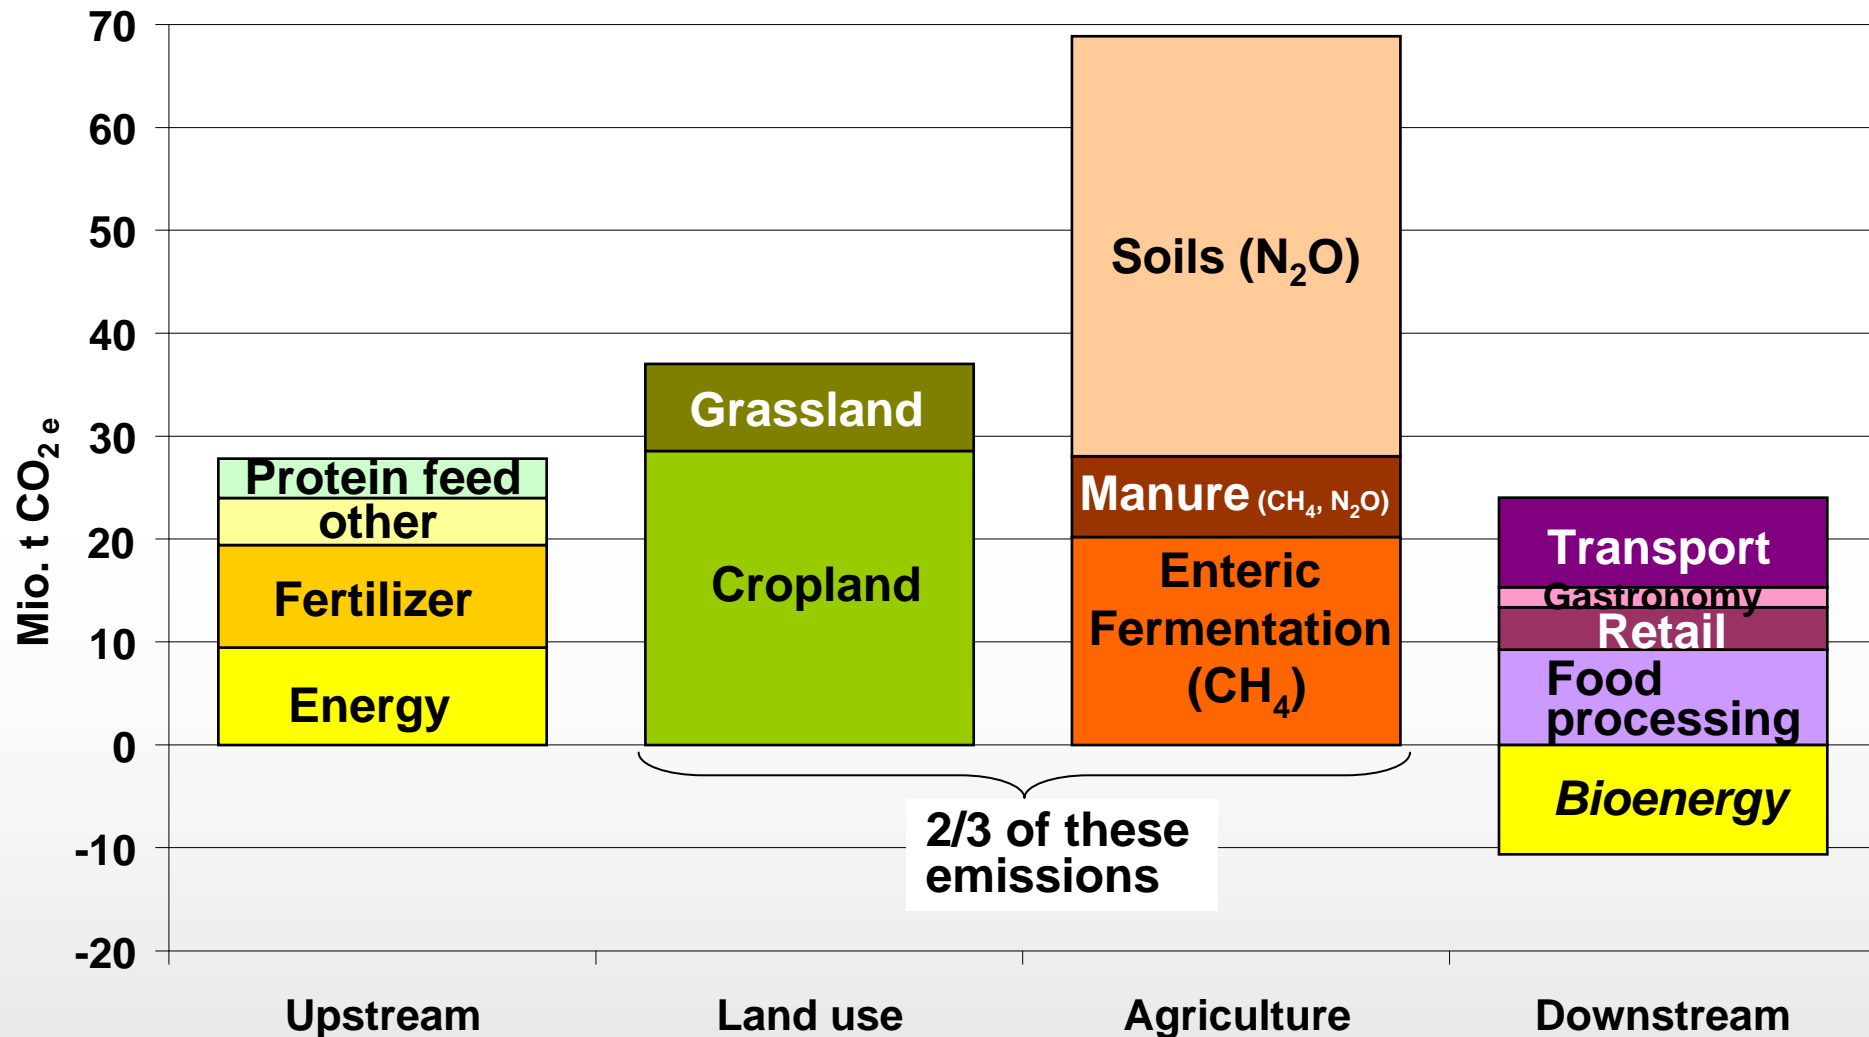 70
60
50
40
30
20
10
0
-10
-20
Mio. t CO₂ e
Protein feed
other
Fertilizer
Energy
Grassland
Cropland
Soils (N₂O)
Manure (CH₄, N₂O)
Enteric
Fermentation
(CH₄)
Transport
Gastronomy
Retail
Food
processing
Bioenergy
2/3 of these
emissions
Upstream
Land use
Agriculture
Downstream